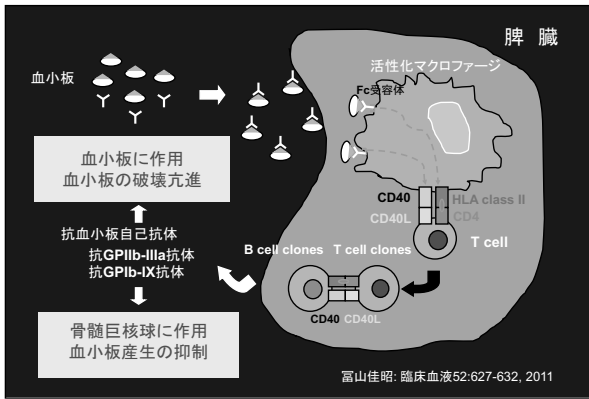 脾 臓
活性化マクロファージ
血小板
Fc受容体
血小板に作用
血小板の破壊亢進
CD40
HLA class II
CD40L
CD4
T cell
抗血小板自己抗体
抗GPIIb-IIIa抗体
抗GPIb-IX抗体
B cell clones
T cell clones
CD40
CD40L
骨髄巨核球に作用
血小板産生の抑制
冨山佳昭: 臨床血液52:627-632, 2011